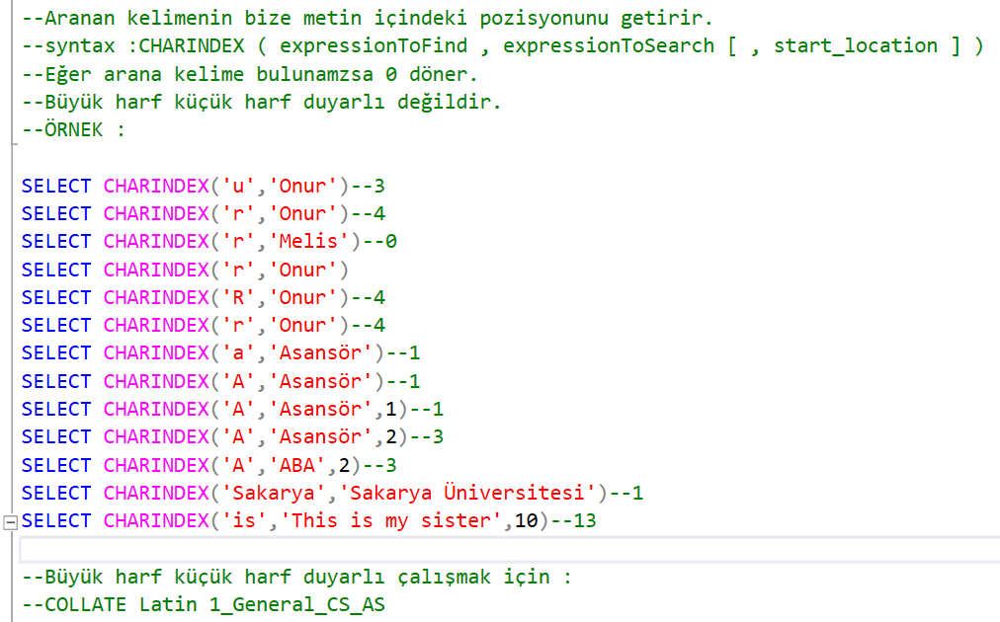 --Aranan kelimenin bize metin içindeki pozisyonunu getirir.
--syntax :CHARINDEX ( expressionToFind , expressionToSearch [ , start_location ] )
--Eğer arana kelime bulunamzsa 0 döner.
--Büyük harf küçük harf duyarlı değildir.
--ÖRNEK :
SELECT CHARINDEX('u','Onur')--3
SELECT CHARINDEX('r','Onur')--4
SELECT CHARINDEX('r','Melis')--0
SELECT CHARINDEX('r','Onur')
SELECT CHARINDEX('R','Onur')--4
SELECT CHARINDEX('r','Onur')--4
SELECT CHARINDEX('a','Asansör')--1
SELECT CHARINDEX('A','Asansör')--1
SELECT CHARINDEX('A','Asansör',1)--1
SELECT CHARINDEX('A','Asansör',2)--3
SELECT CHARINDEX('A','ABA',2)--3
SELECT CHARINDEX('Sakarya','Sakarya Üniversitesi')--1
SELECT CHARINDEX('is','This is my sister',10)--13
--Büyük harf küçük harf duyarlı çalışmak için :
--COLLATE Latin 1_General_CS_AS